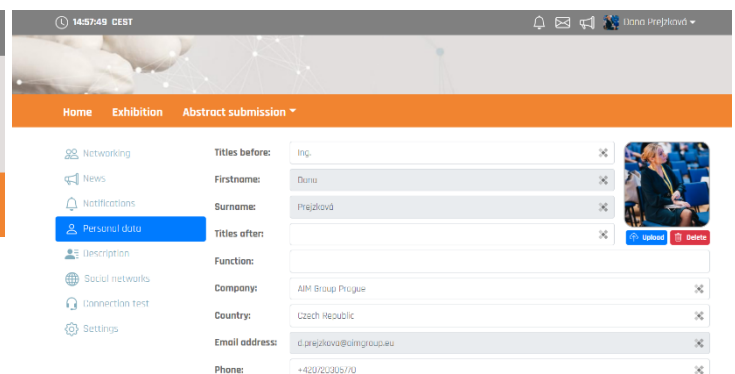 14:57:49 CEST
Dana Prejzková
Home Exhibition Abstract submission
Networking
News
Notifications
Personal data
Description
Social networks
Connection test
Settings
Titles before: Ing.
Firstname: Dana
Surname: Prejzková
Titles after:
Upload Delete
Function:
Company: AIM Group Prague
Country: Czech Republic
Email address: d.prejzkova@aimgroup.eu
Phone: +420720305770